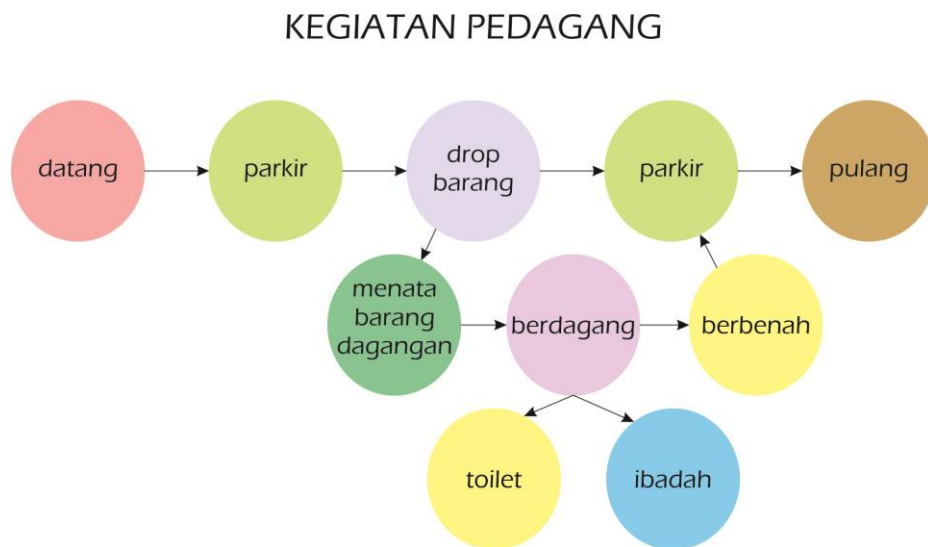 KEGIATAN PEDAGANG
datang
parkir
drop
barang
parkir
pulang
menata
barang
dagangan
berdagang
berbenah
toilet
ibadah